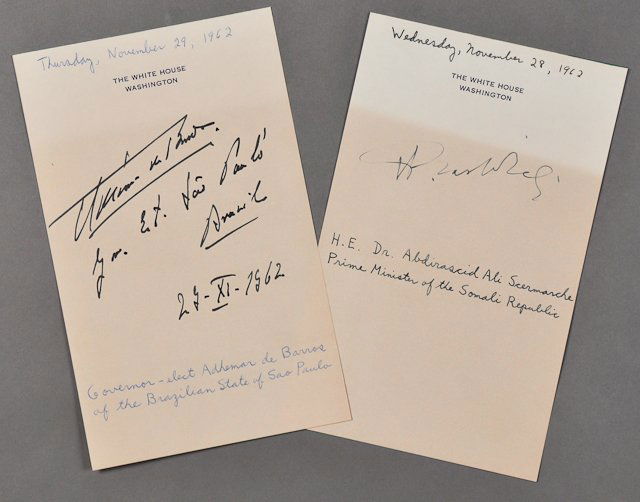 Thursday, November 29, 1962
THE WHITE HOUSE
WASHINGTON
Gov. Et. São Paulo
Brasil
29-XI-1962
Governor-elect Adhemar de Barros
of the Brazilian State of Sao Paulo
Wednesday, November 28, 1962
THE WHITE HOUSE
WASHINGTON
H.E. Dr. Abdirascid Ali Scermarche
Prime Minister of the Somali Republic